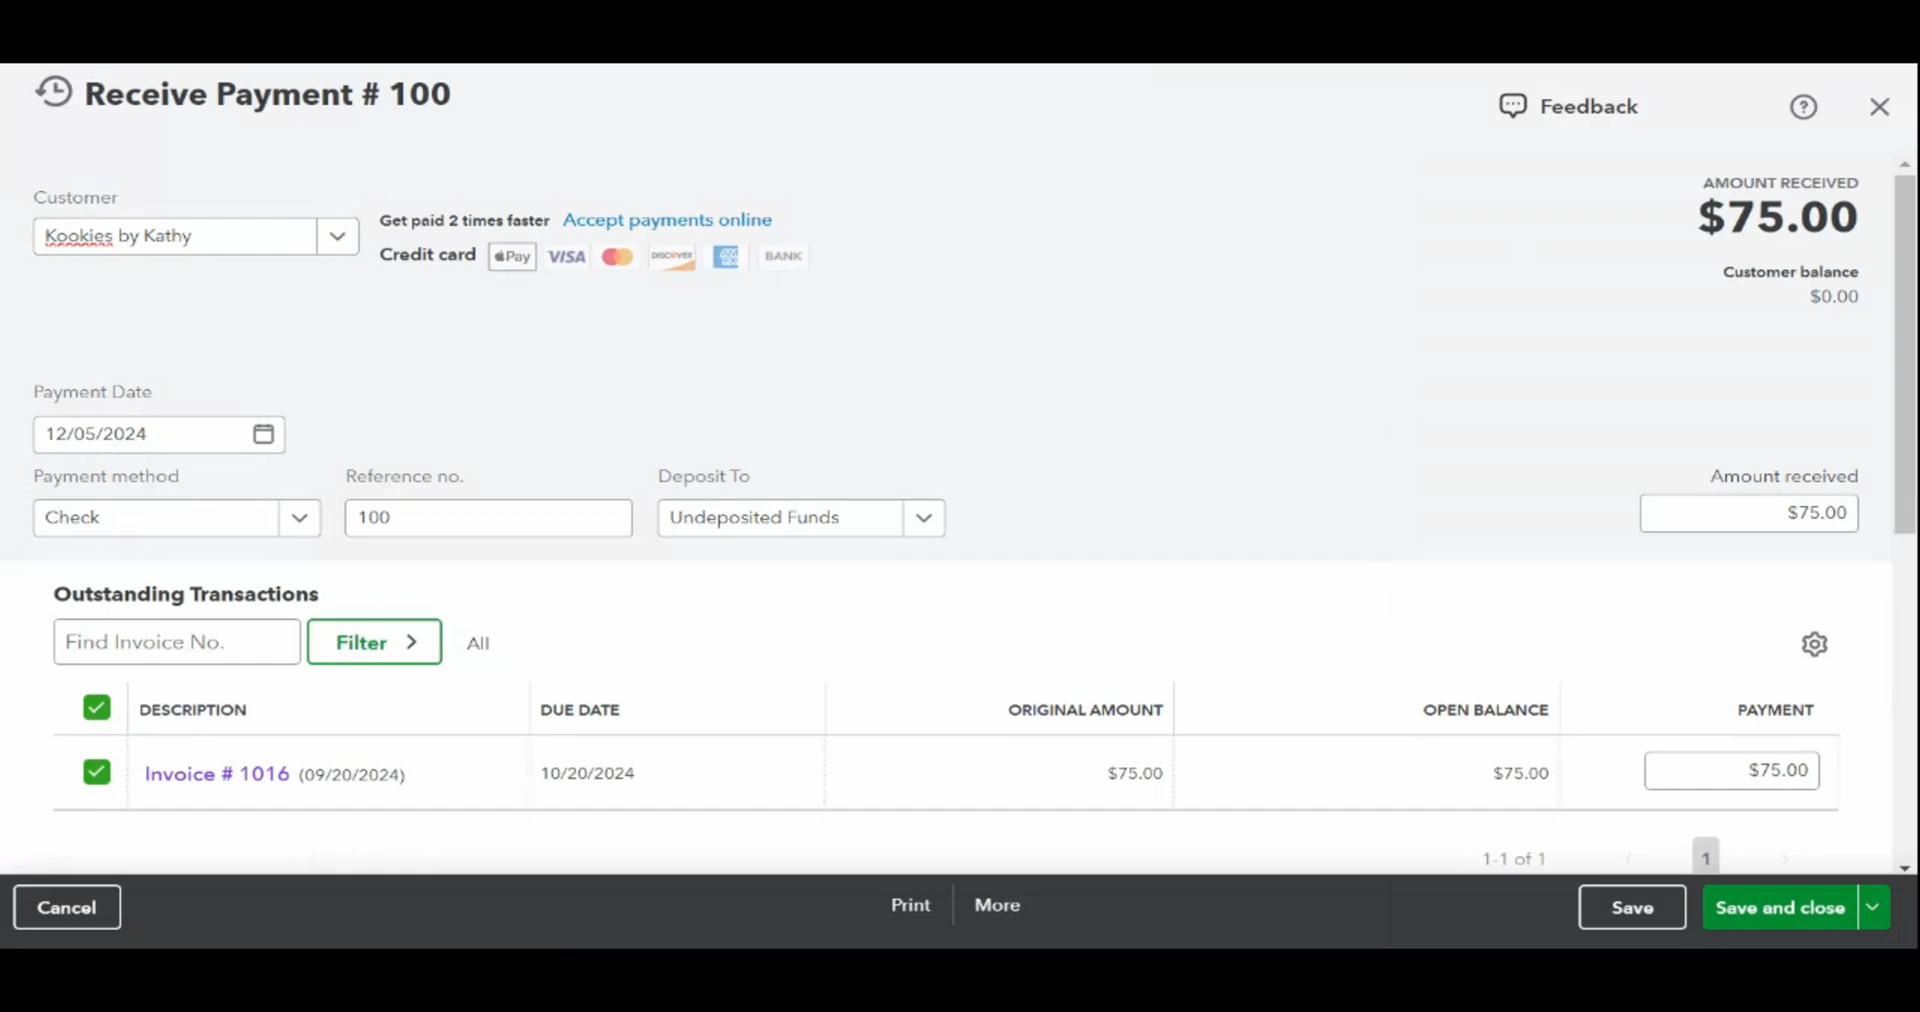 Receive Payment # 100
Feedback
Customer
Kookies by Kathy
Get paid 2 times faster Accept payments online
Credit card Pay VISA DISCOVER BANK
AMOUNT RECEIVED
$75.00
Customer balance
$0.00
Payment Date
12/05/2024
Payment method Reference no. Deposit To Amount received
Check 100 Undeposited Funds $75.00
Outstanding Transactions
Find Invoice No. Filter All
DESCRIPTION DUE DATE ORIGINAL AMOUNT OPEN BALANCE PAYMENT
Invoice # 1016 (09/20/2024) 10/20/2024 $75.00 $75.00 $75.00
1-1 of 1 1
Cancel Print More Save Save and close